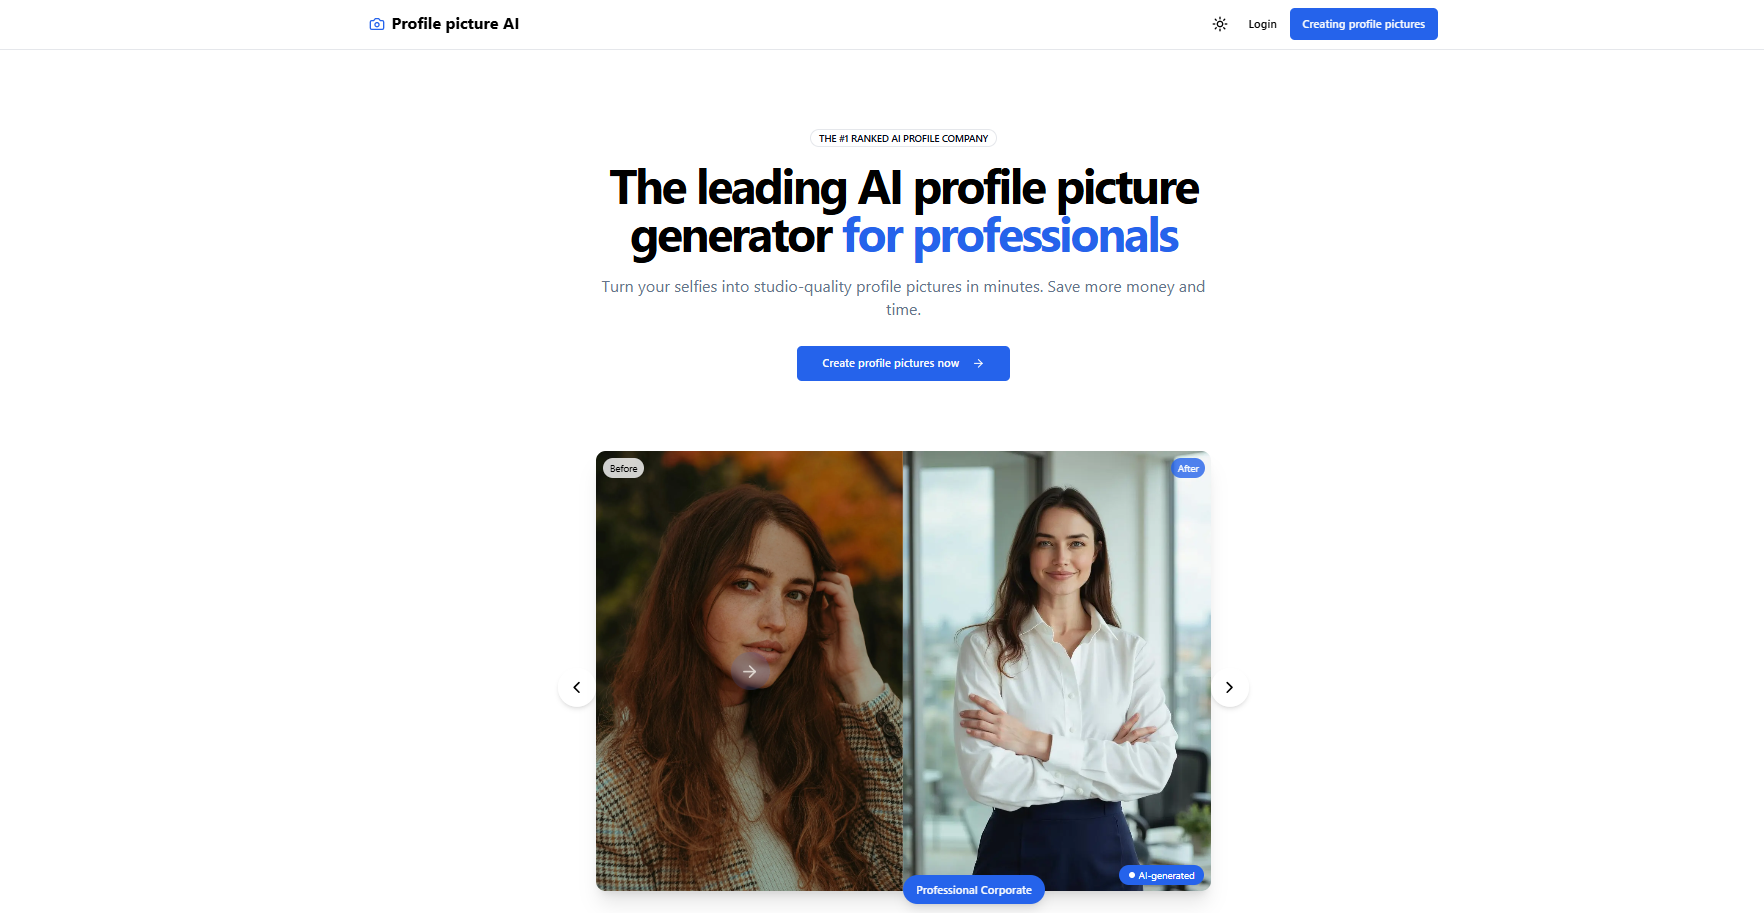 Profile picture AI
Login
Creating profile pictures
THE #1 RANKED AI PROFILE COMPANY
The leading AI profile picture
generator for professionals
Turn your selfies into studio-quality profile pictures in minutes. Save more money and
time.
Create profile pictures now
Before
After
AI-generated
Professional Corporate